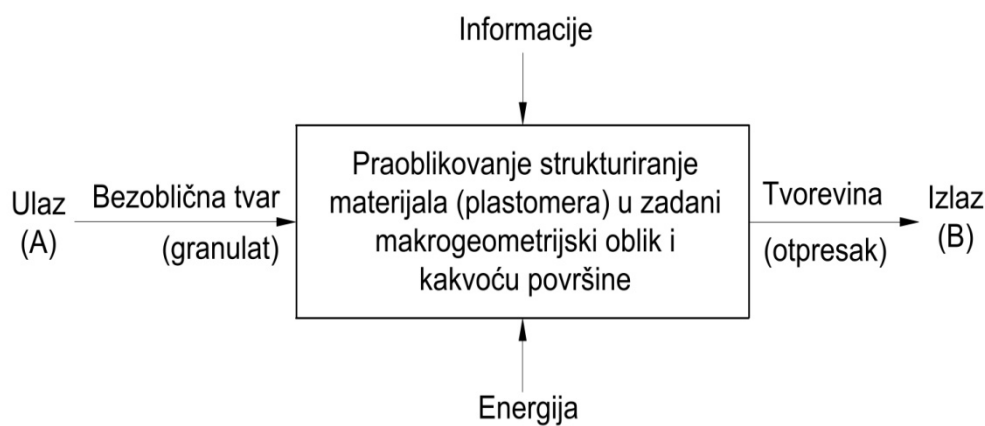 Informacije
Ulaz
(A)
Bezoblična tvar
(granulat)
Praoblikovanje strukturiranje
materijala (plastomera) u zadani
makrogeometrijski oblik i
kakvoću površine
Tvorevina
(otpresak)
Izlaz
(B)
Energija